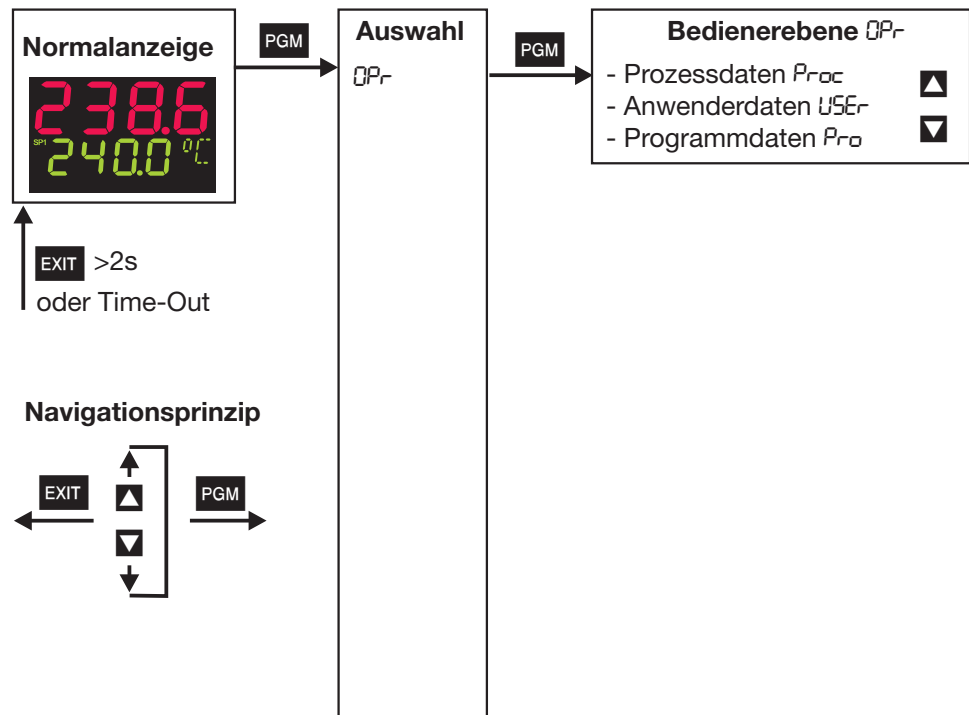 Normalanzeige
238.6
SP1 240.0 °C
PGM
EXIT >2s
oder Time-Out
Navigationsprinzip
EXIT
PGM
Auswahl
OPr
PGM
Bedienerebene OPr
- Prozessdaten Proc
- Anwenderdaten USEr
- Programmdaten Pro